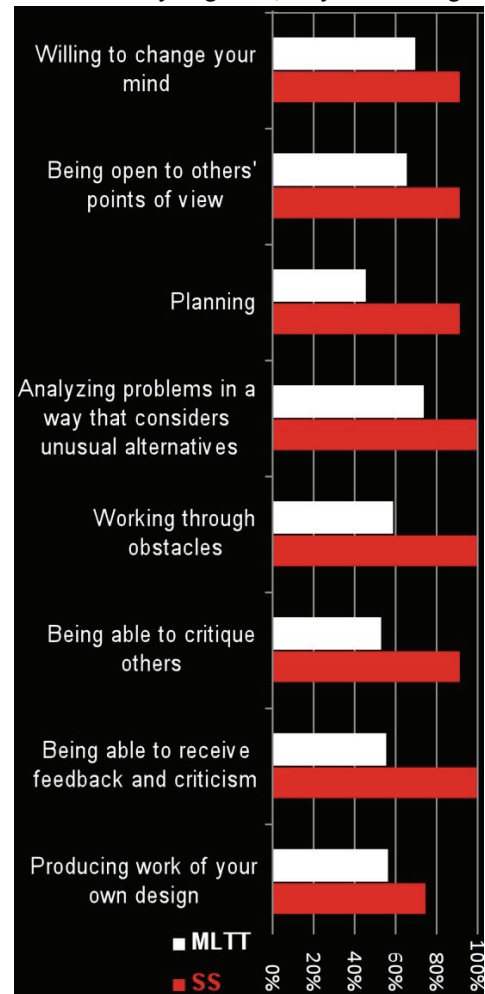 Willing to change your
mind
Being open to others'
points of view
Planning
Analyzing problems in a
way that considers
unusual alternatives
Working through
obstacles
Being able to critique
others
Being able to receive
feedback and criticism
Producing work of your
own design
MLTT
SS
0%
20%
40%
60%
80%
100%